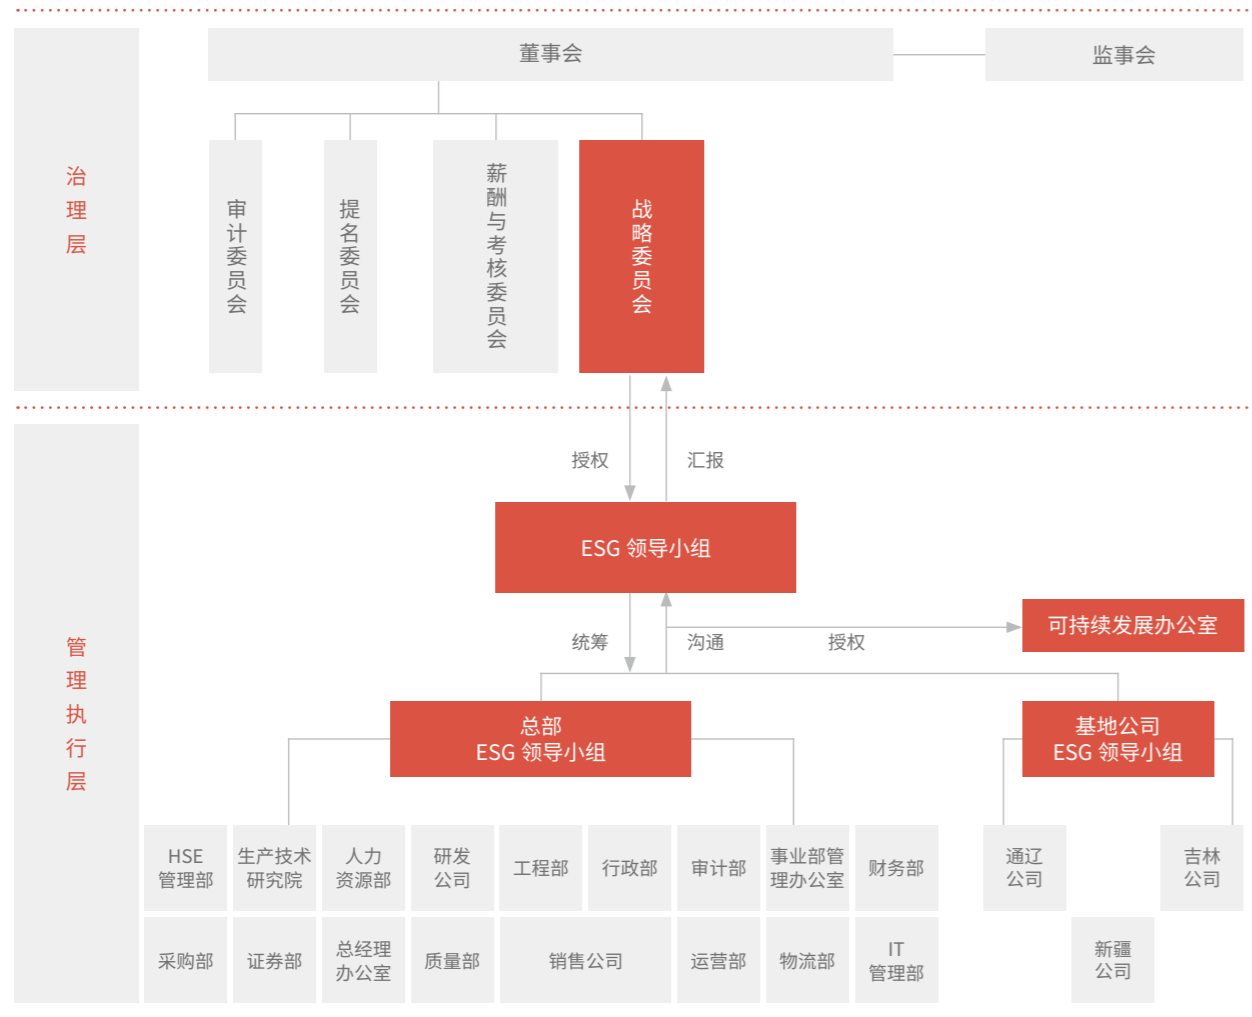 董事会
监事会
治理层
审计委员会
提名委员会
薪酬与考核委员会
战略委员会
授权
汇报
ESG 领导小组
可持续发展办公室
统筹
沟通
授权
管理执行层
总部
ESG 领导小组
基地公司
ESG 领导小组
HSE
管理部
生产技术
研究院
人力
资源部
研发
公司
工程部
行政部
审计部
事业部管
理办公室
财务部
通辽
公司
吉林
公司
采购部
证券部
总经理
办公室
质量部
销售公司
运营部
物流部
IT
管理部
新疆
公司